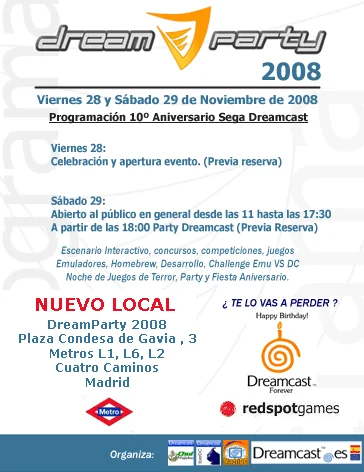 dream party
2008
Viernes 28 y Sábado 29 de Noviembre de 2008
Programación 10º Aniversario Sega Dreamcast
Viernes 28:
Celebración y apertura evento. (Previa reserva)
Sábado 29:
Abierto al público en general desde las 11 hasta las 17:30
A partir de las 18:00 Party Dreamcast (Previa Reserva)
Escenario Interactivo, concursos, competiciones, juegos
Emuladores, Homebrew, Desarrollo, Challenge Emu VS DC
Noche de Juegos de Terror, Party y Fiesta Aniversario.
NUEVO LOCAL
DreamParty 2008
Plaza Condesa de Gavia , 3
Metros L1, L6, L2
Cuatro Caminos
Madrid
Metro
¿ TE LO VAS A PERDER ?
Happy Birthday!
Dreamcast
Forever
redspotgames
Organiza:
Dreamcast es